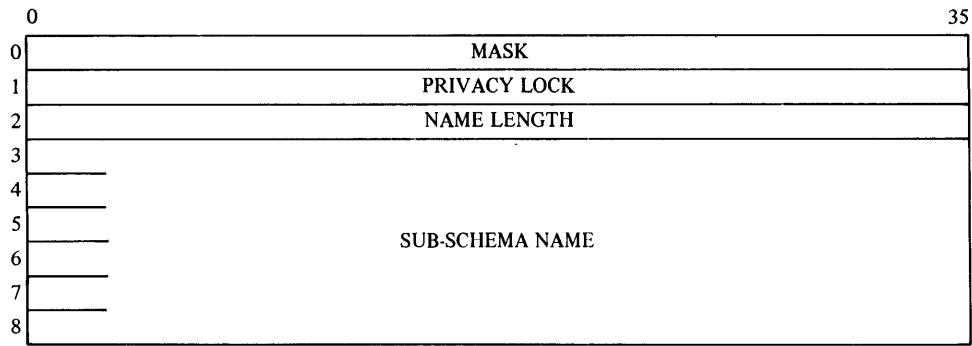 0 35
0 MASK
1 PRIVACY LOCK
2 NAME LENGTH
3
4
5
SUB-SCHEMA NAME
6
7
8